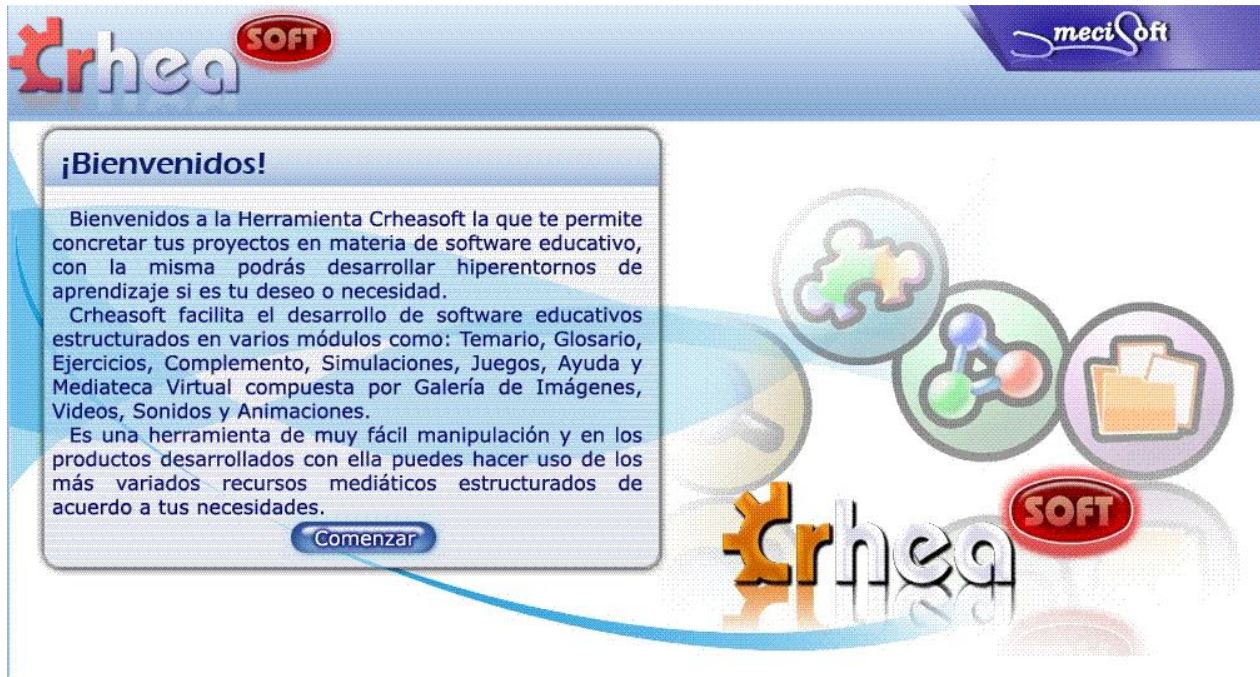 Crhea SOFT
meciSoft
¡Bienvenidos!
Bienvenidos a la Herramienta Crheasoft la que te permite
concretar tus proyectos en materia de software educativo,
con la misma podrás desarrollar hiperentornos de
aprendizaje si es tu deseo o necesidad.
Crheasoft facilita el desarrollo de software educativos
estructurados en varios módulos como: Temario, Glosario,
Ejercicios, Complemento, Simulaciones, Juegos, Ayuda y
Mediateca Virtual compuesta por Galería de Imágenes,
Videos, Sonidos y Animaciones.
Es una herramienta de muy fácil manipulación y en los
productos desarrollados con ella puedes hacer uso de los
más variados recursos mediáticos estructurados de
acuerdo a tus necesidades.
Comenzar
Crhea SOFT